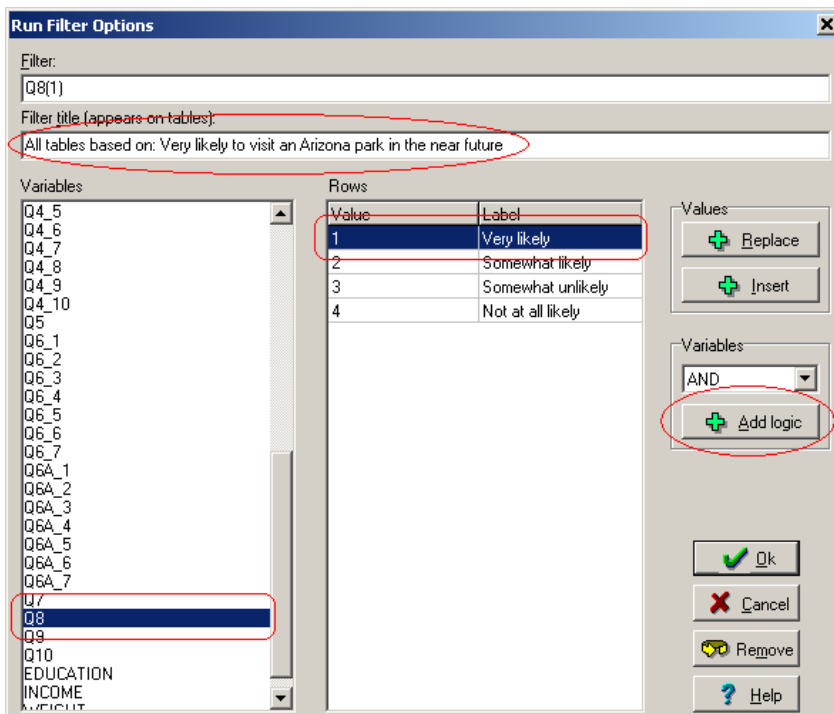 Run Filter Options
Filter:
Q8(1)
Filter title (appears on tables):
All tables based on: Very likely to visit an Arizona park in the near future
Variables
Q4_5
Q4_6
Q4_7
Q4_8
Q4_9
Q4_10
Q5
Q6_1
Q6_2
Q6_3
Q6_4
Q6_5
Q6_6
Q6_7
Q6A_1
Q6A_2
Q6A_3
Q6A_4
Q6A_5
Q6A_6
Q6A_7
Q7
Q8
Q9
Q10
EDUCATION
INCOME
WEIGHT
Rows
Value Label
1 Very likely
2 Somewhat likely
3 Somewhat unlikely
4 Not at all likely
Values
Replace
Insert
Variables
AND
Add logic
Ok
Cancel
Remove
Help